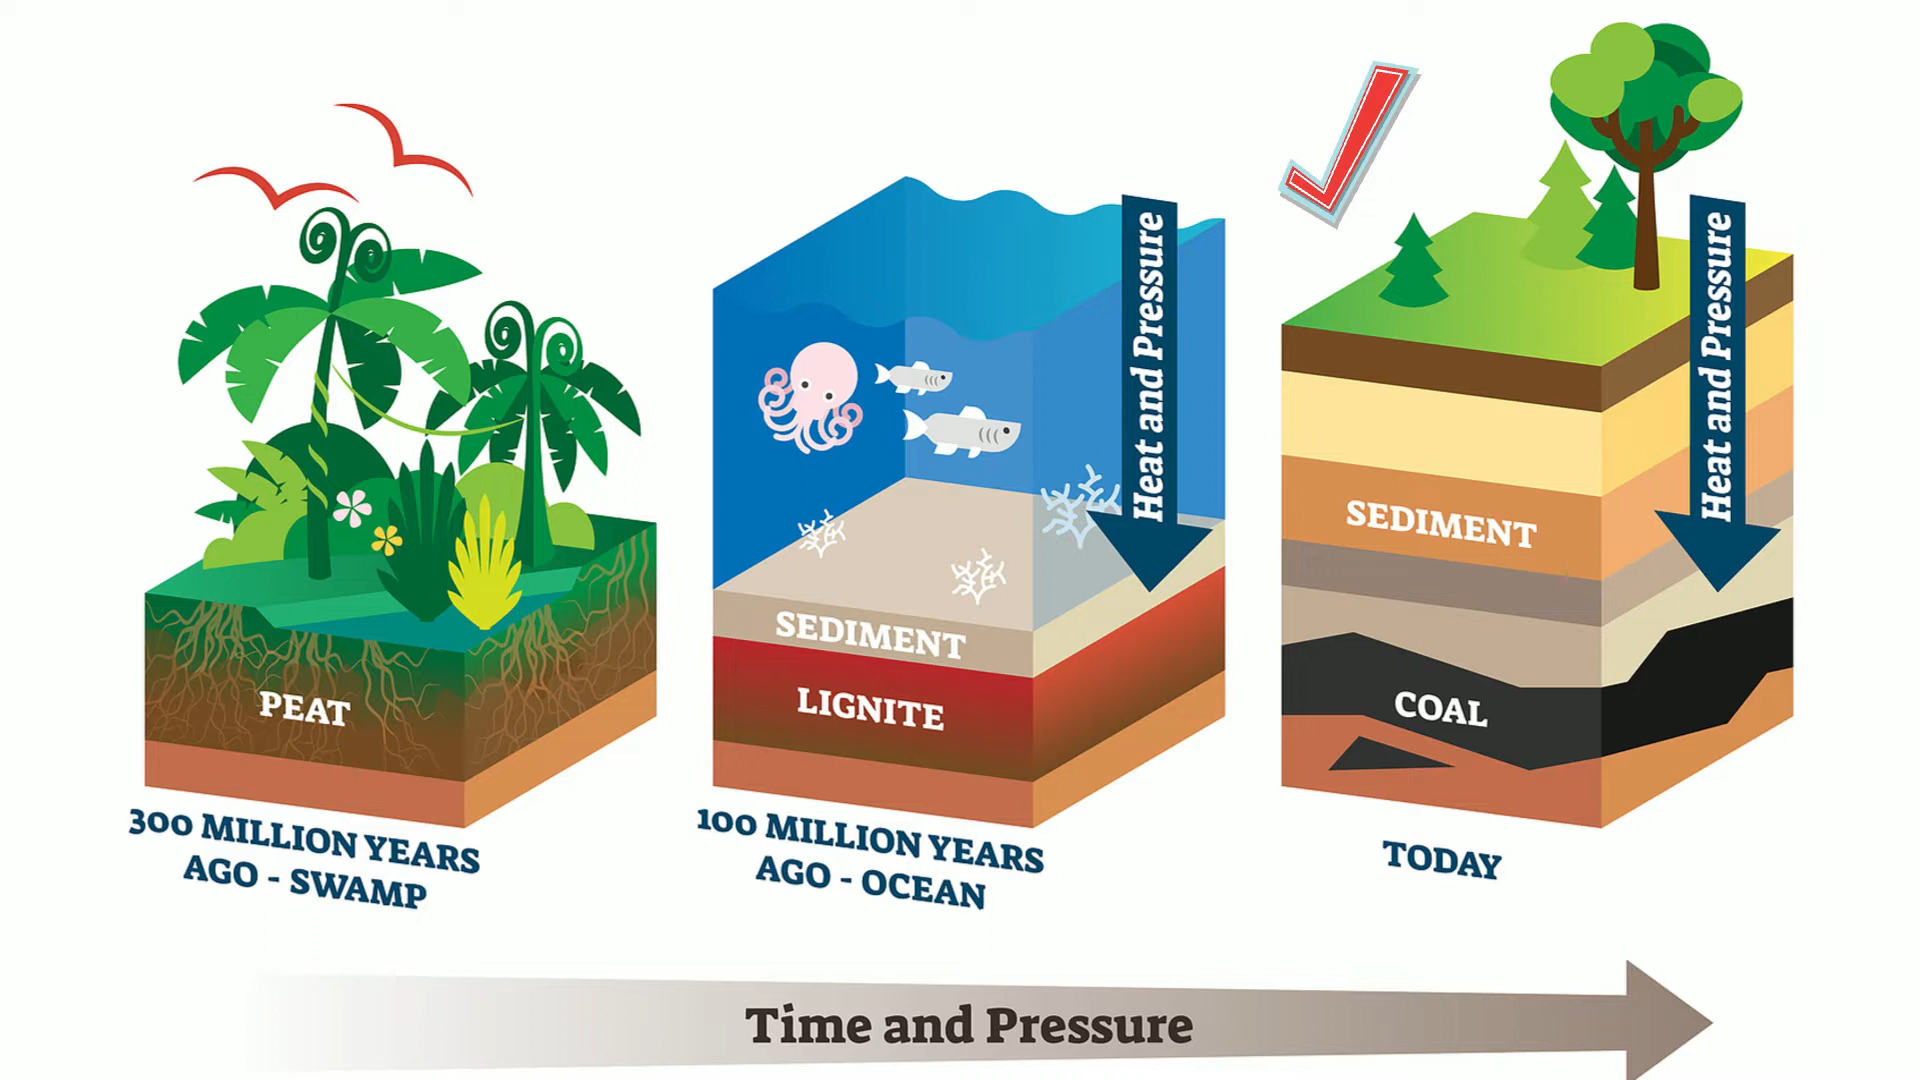 PEAT
300 MILLION YEARS
AGO - SWAMP
Heat and Pressure
SEDIMENT
LIGNITE
100 MILLION YEARS
AGO - OCEAN
Heat and Pressure
SEDIMENT
COAL
TODAY
Time and Pressure